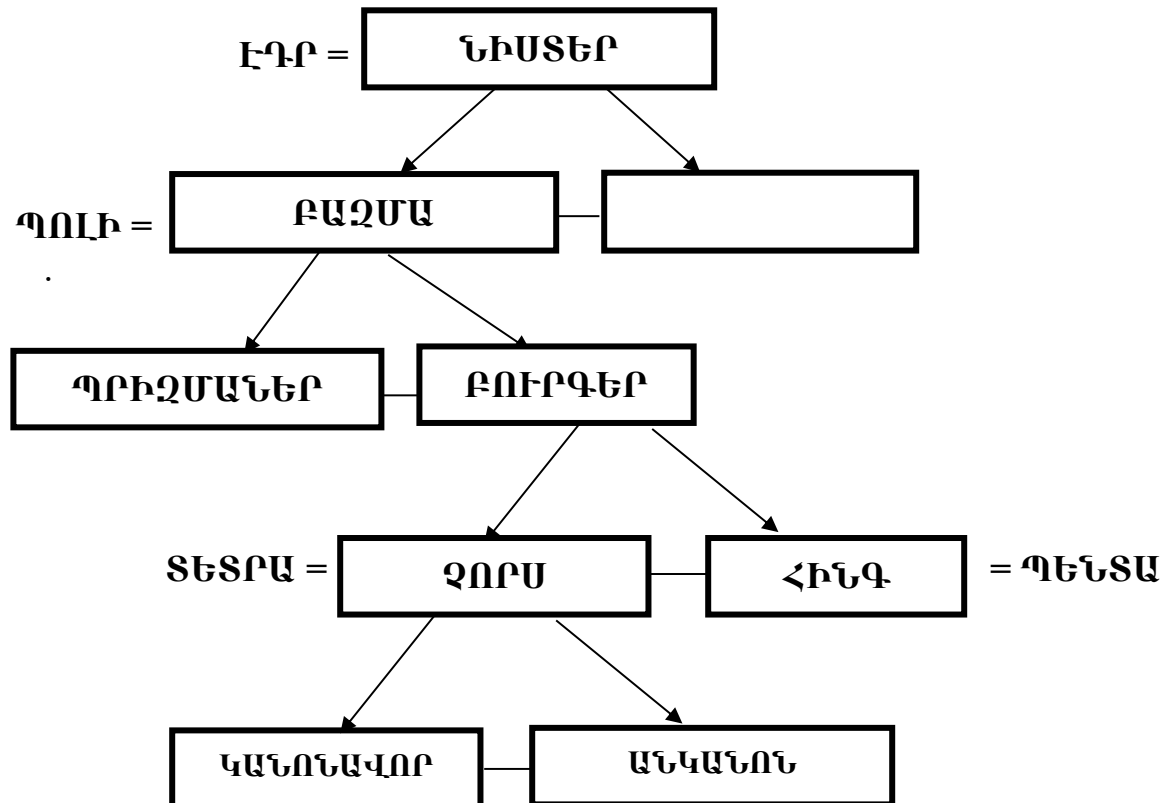 ԷԴՐ = ՆԻՍՏԵՐ
ՊՈԼԻ = ԲԱԶՄԱ
.
ՊՐԻԶՄԱՆԵՐ ԲՈՒՐԳԵՐ
ՏԵՏՐԱ = ՉՈՐՍ ՀԻՆԳ = ՊԵՆՏԱ
ԿԱՆՈՆԱՎՈՐ ԱՆԿԱՆՈՆ